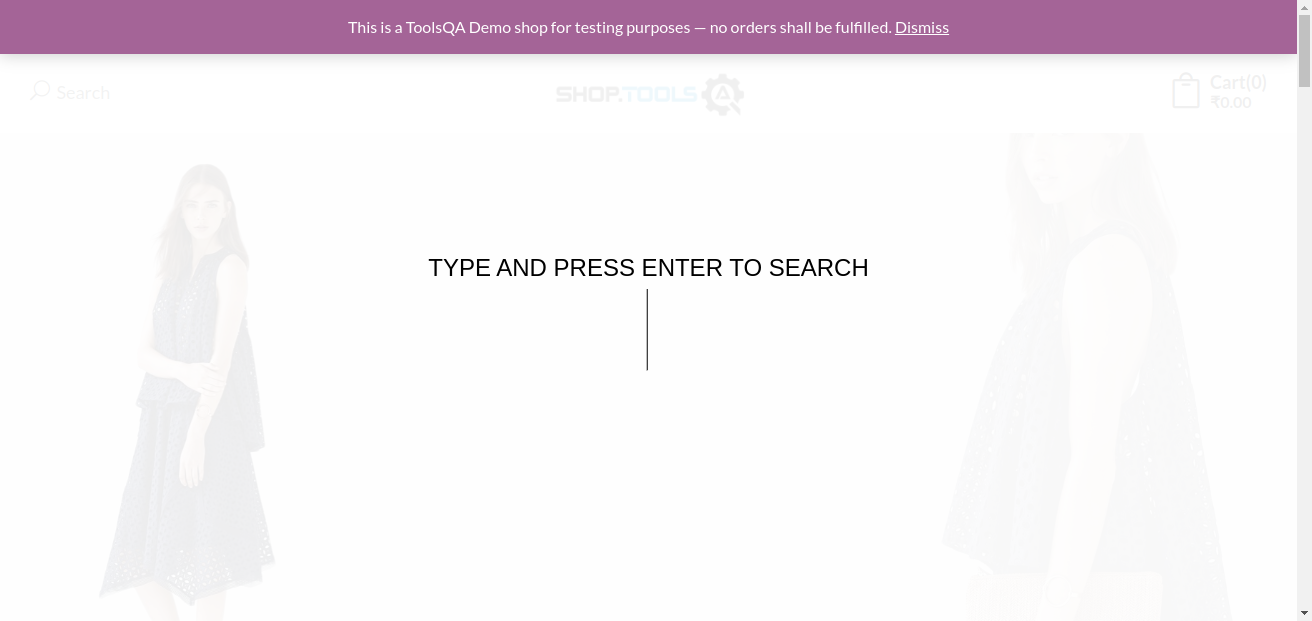 This is a ToolsQA Demo shop for testing purposes — no orders shall be fulfilled. Dismiss
Search
SHOP.TOOLS
Cart(0)
₹0.00
TYPE AND PRESS ENTER TO SEARCH